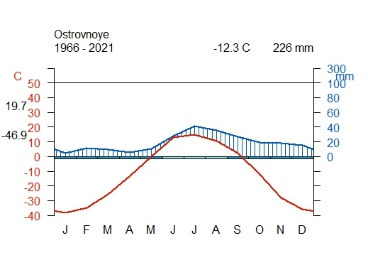 Ostrovnoye
1966 - 2021 -12.3 C 226 mm
C 300 mm
50 100
40 80
19.7 30 60
20 40
-46.9 10 20
0 0
-10
-20
-30
-40
J F M A M J J A S O N D